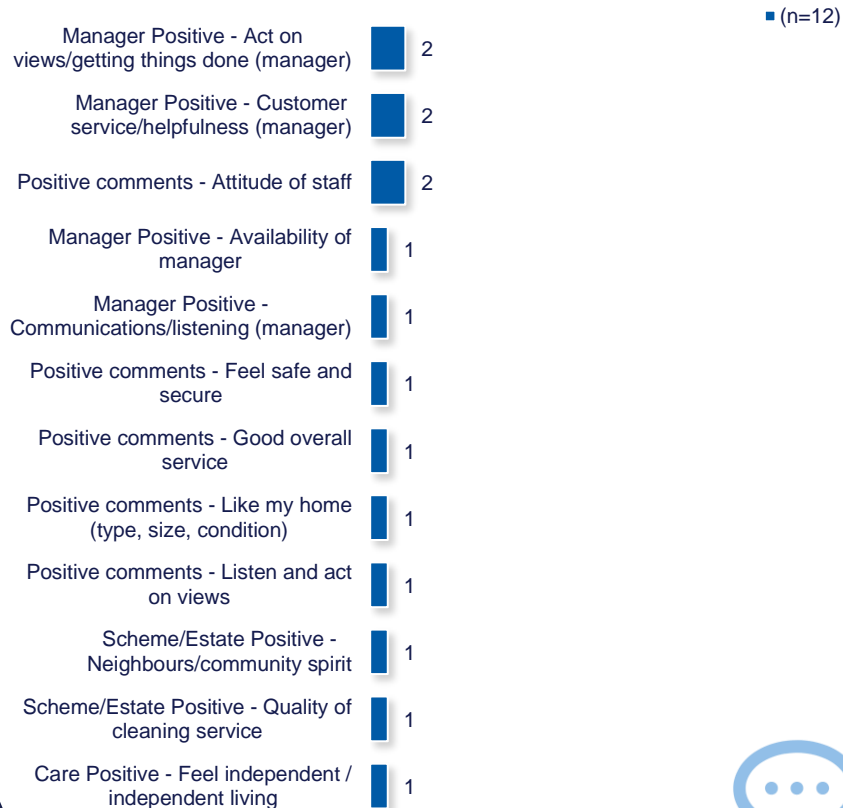 (n=12)
Manager Positive - Act on
views/getting things done (manager)
2
Manager Positive - Customer
service/helpfulness (manager)
2
Positive comments - Attitude of staff
2
Manager Positive - Availability of
manager
1
Manager Positive -
Communications/listening (manager)
1
Positive comments - Feel safe and
secure
1
Positive comments - Good overall
service
1
Positive comments - Like my home
(type, size, condition)
1
Positive comments - Listen and act
on views
1
Scheme/Estate Positive -
Neighbours/community spirit
1
Scheme/Estate Positive - Quality of
cleaning service
1
Care Positive - Feel independent /
independent living
1